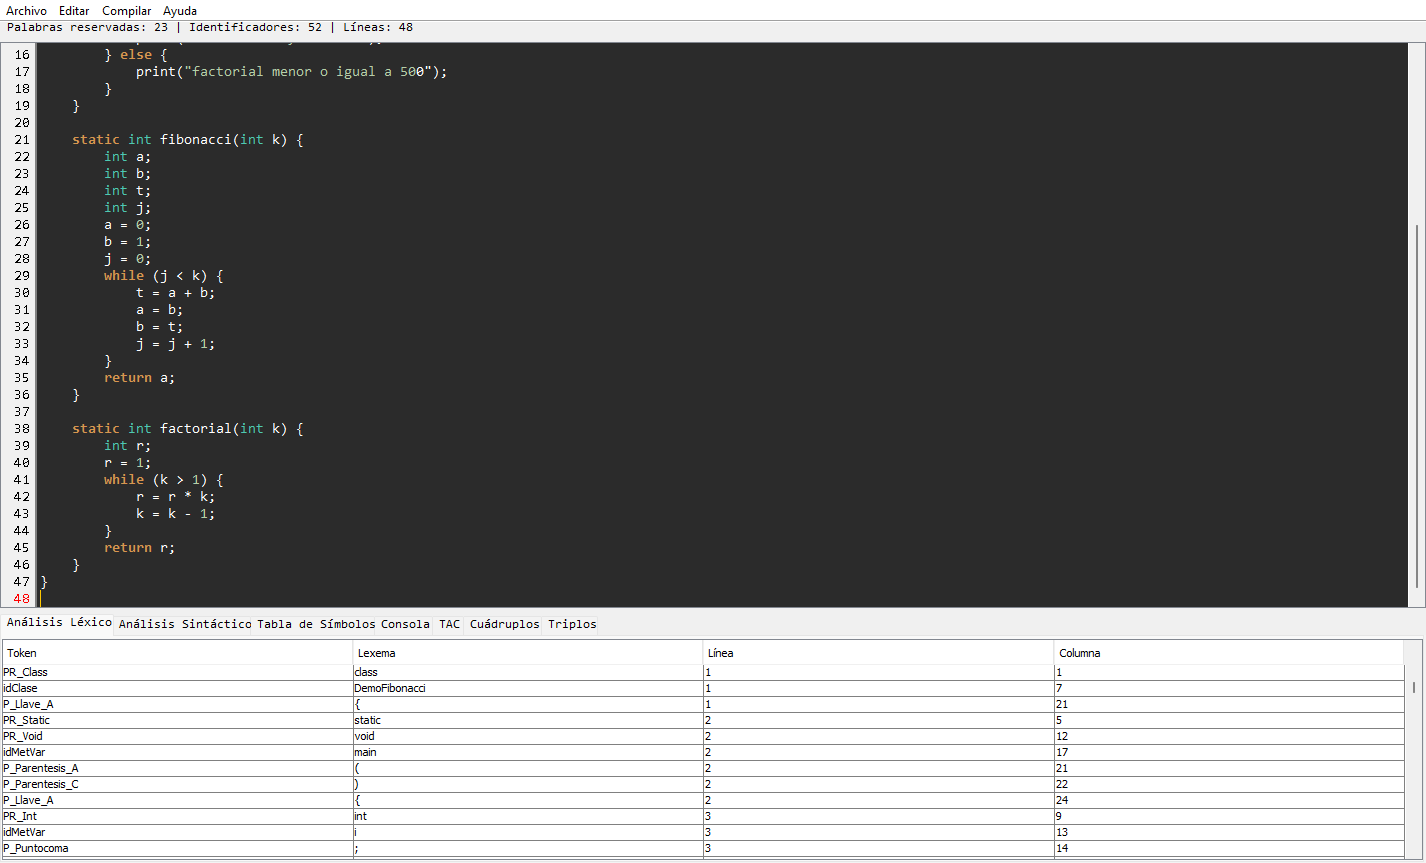 Archivo Editar Compilar Ayuda
Palabras reservadas: 23 | Identificadores: 52 | Líneas: 48
16         } else {
17             print("factorial menor o igual a 500");
18         }
19     }
20
21     static int fibonacci(int k) {
22         int a;
23         int b;
24         int t;
25         int j;
26         a = 0;
27         b = 1;
28         j = 0;
29         while (j < k) {
30             t = a + b;
31             a = b;
32             b = t;
33             j = j + 1;
34         }
35         return a;
36     }
37
38     static int factorial(int k) {
39         int r;
40         r = 1;
41         while (k > 1) {
42             r = r * k;
43             k = k - 1;
44         }
45         return r;
46     }
47 }
48
Análisis Léxico Análisis Sintáctico Tabla de Símbolos Consola TAC Cuádruplos Triplos
Token Lexema Línea Columna
PR_Class class 1 1
idClase DemoFibonacci 1 7
P_Llave_A { 1 21
PR_Static static 2 5
PR_Void void 2 12
idMetVar main 2 17
P_Parentesis_A ( 2 21
P_Parentesis_C ) 2 22
P_Llave_A { 2 24
PR_Int int 3 9
idMetVar i 3 13
P_Puntocoma ; 3 14